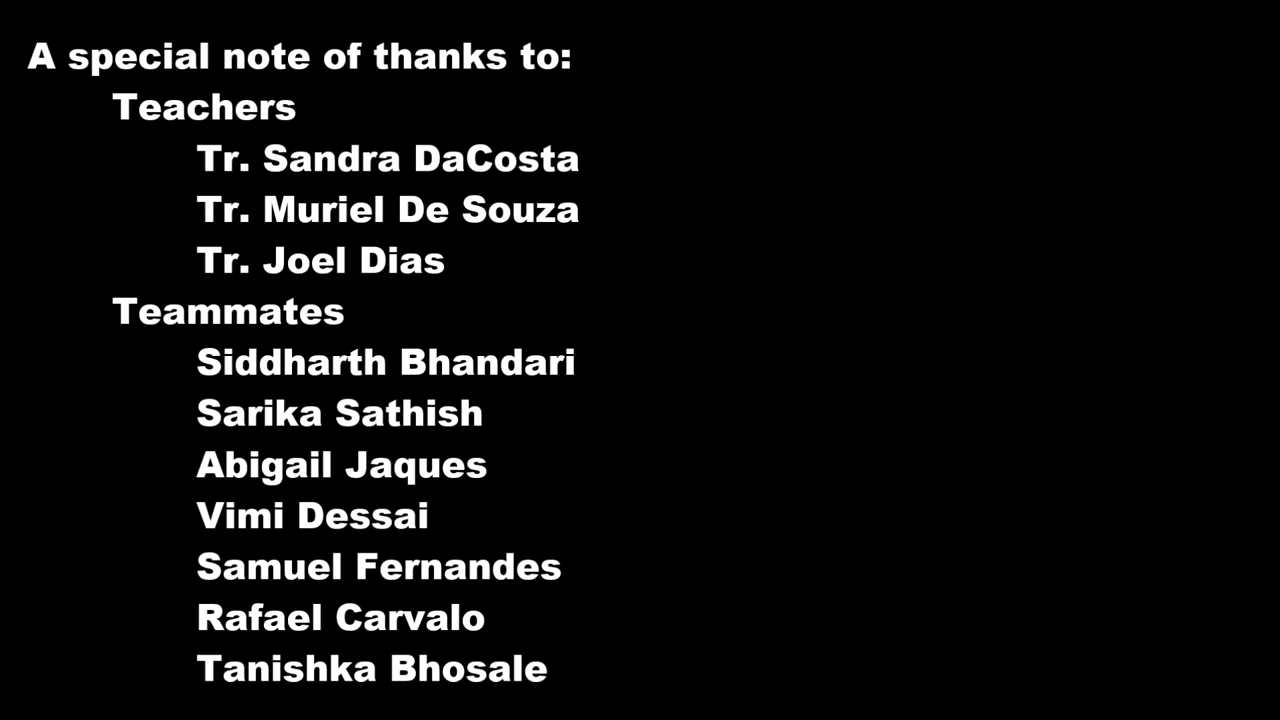 A special note of thanks to:
Teachers
Tr. Sandra DaCosta
Tr. Muriel De Souza
Tr. Joel Dias
Teammates
Siddharth Bhandari
Sarika Sathish
Abigail Jaques
Vimi Dessai
Samuel Fernandes
Rafael Carvalo
Tanishka Bhosale